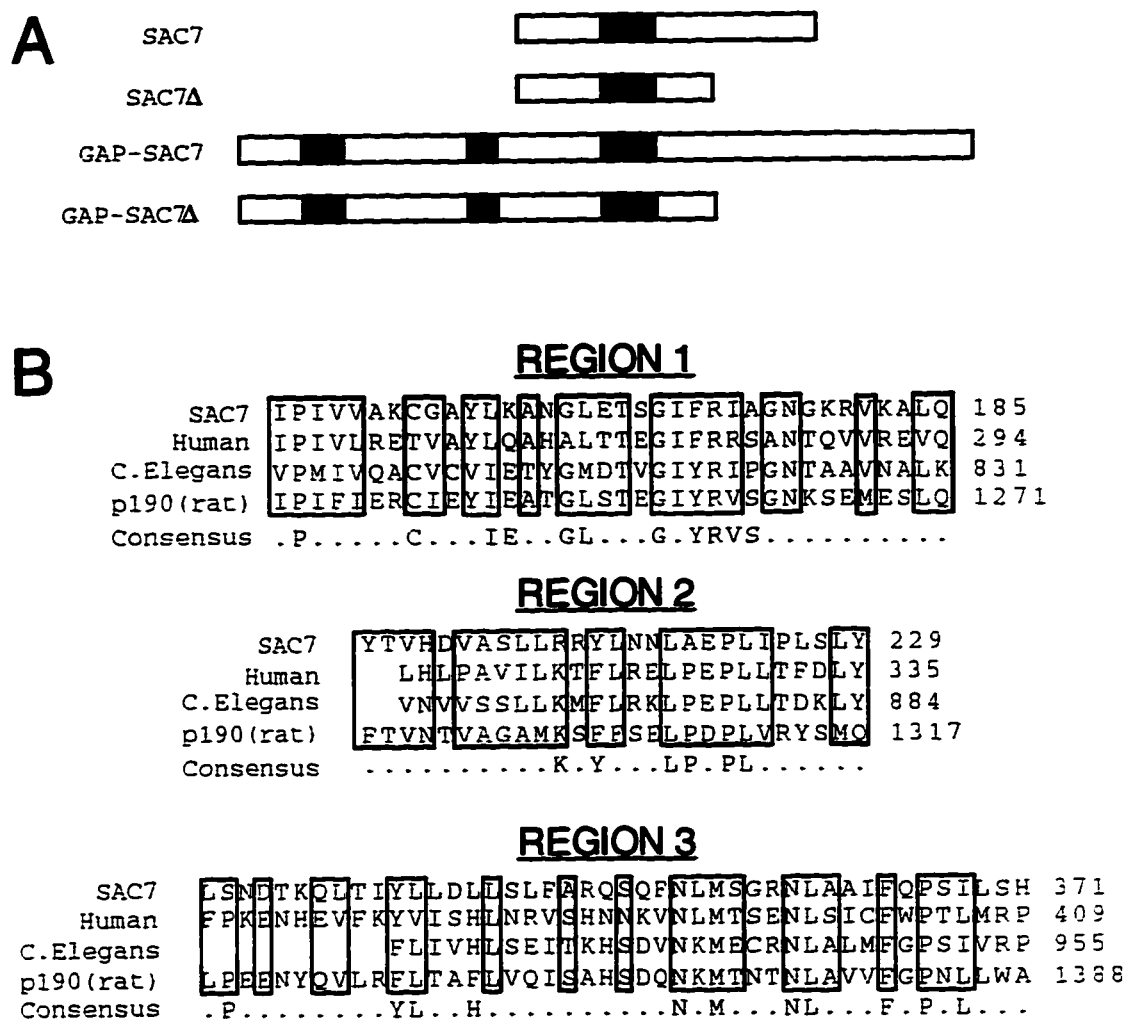 A
SAC7
SAC7Δ
GAP-SAC7
GAP-SAC7Δ
B
REGION 1
SAC7 IPIVVAKCGAYLKANGLETSGIFRIAGNGKRVKALQ 185
Human IPIVLRETVAYLQAHALTTEGIFRRSANTQVVREVQ 294
C.Elegans VPMIVQACVCVIETYGMDTVGIYRIPGNTAAVNALK 831
p190(rat) IPIFIERCIEYIEATGLSTEGIYRVSGNKSEMESLQ 1271
Consensus .P.....C...IE..GL...G.YRVS..........
REGION 2
SAC7 YTVHDVASLLRRYLNNLAEPLIPLSLY 229
Human LHLPAVILKTFLRELPEPLLTFDLY 335
C.Elegans VNVVSSLLKMFLRKLPEPLLTDKLY 884
p190(rat) FTVNTVAGAMKSFFSELPDPLVRYSMQ 1317
Consensus ..........K.Y...LP.PL......
REGION 3
SAC7 LSNDTKQLTIYLLDLLSLFARQSQFNLMSGRNLAAIFQPSILSH 371
Human FPKENHEVFKYVISHLNRVSHNNKVNLMTSENLSICFWPTLMRP 409
C.Elegans FLIVHLSEITKHSDVNKMECRNLALMFGPSIVRP 955
p190(rat) LPEENYQVLRFLTAFLVQISAHSDQNKMTNTNLAVVFGPNLLWA 1388
Consensus .P........YL..H..........N.M...NL...F.P.L...